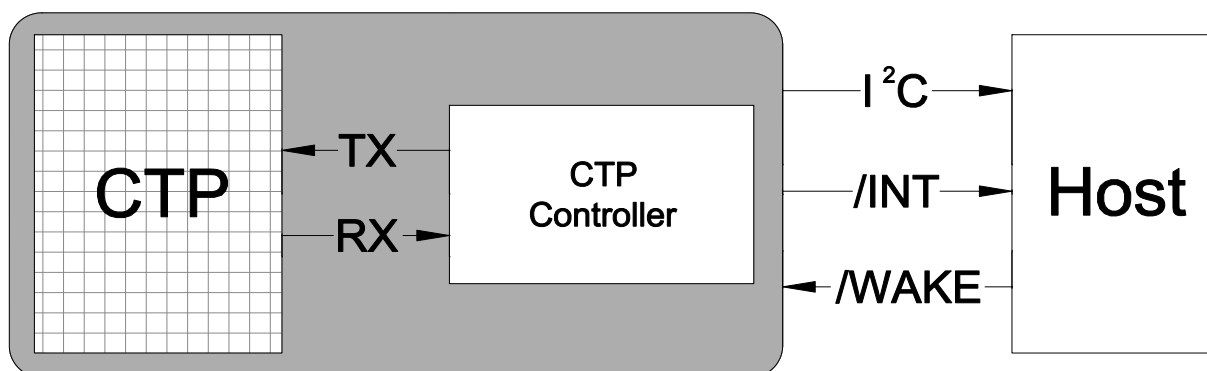 CTP
TX
RX
CTP
Controller
I²C
/INT
/WAKE
Host